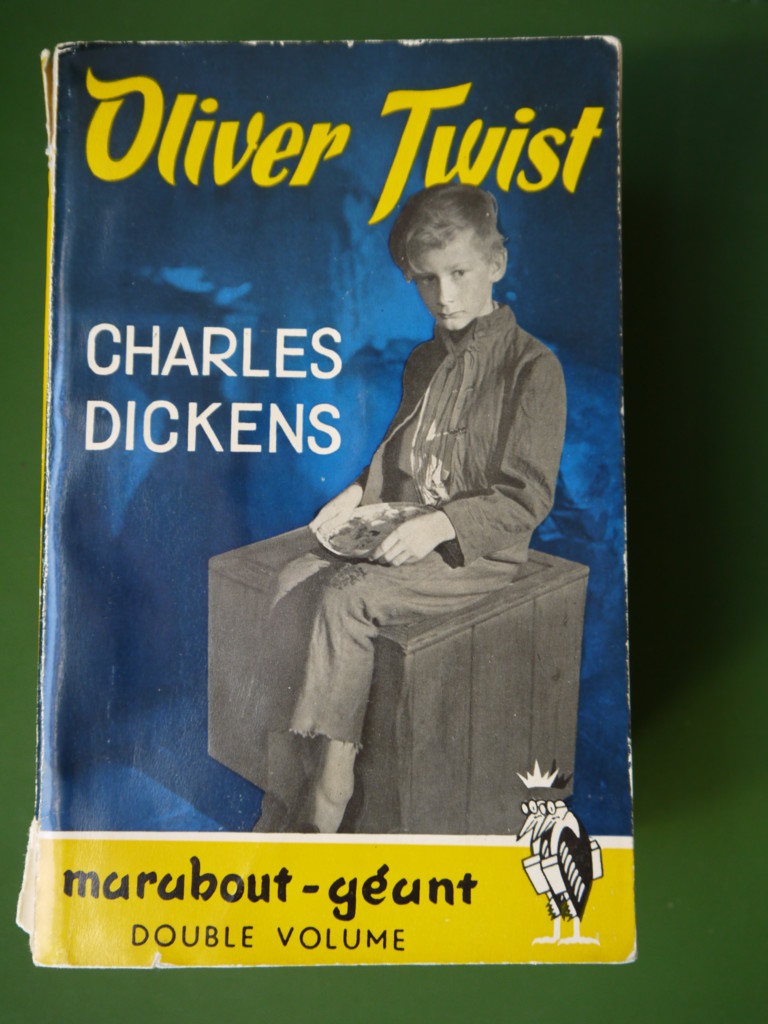 Oliver Twist
CHARLES
DICKENS
marabout-géant
DOUBLE VOLUME